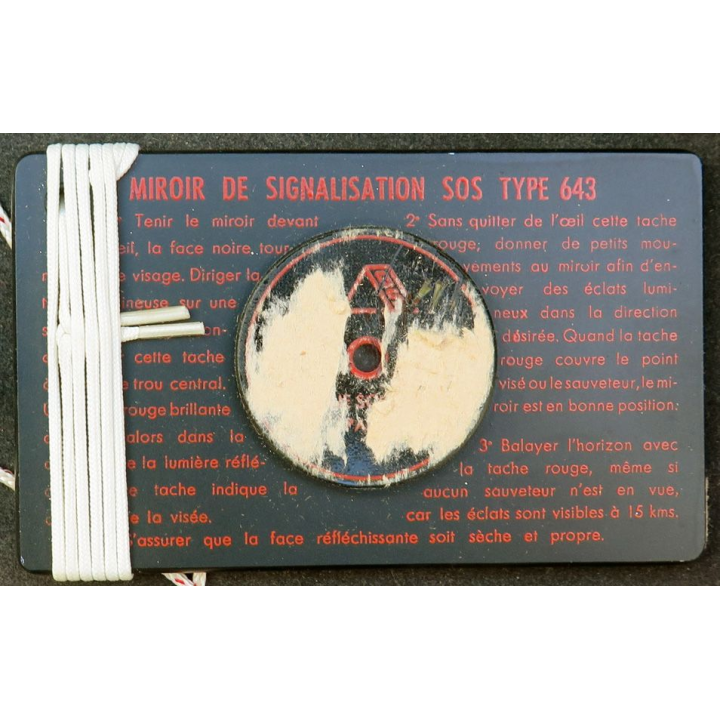 MIROIR DE SIGNALISATION SOS TYPE 643
Tenir le miroir devant
la face noire tour-
visage. Diriger la
sur une
cette tache
trou central.
rouge brillante
alors dans la
la lumière réflé-
tache indique la
la visée.
2° Sans quitter de l'œil cette tache
rouge; donner de petits mou-
vements au miroir afin d'en-
voyer des éclats lumi-
neux dans la direction
désirée. Quand la tache
rouge couvre le point
visé ou le sauveteur, le mi-
roir est en bonne position.
3° Balayer l'horizon avec
la tache rouge, même si
aucun sauveteur n'est en vue,
car les éclats sont visibles à 15 kms.
S'assurer que la face réfléchissante soit sèche et propre.